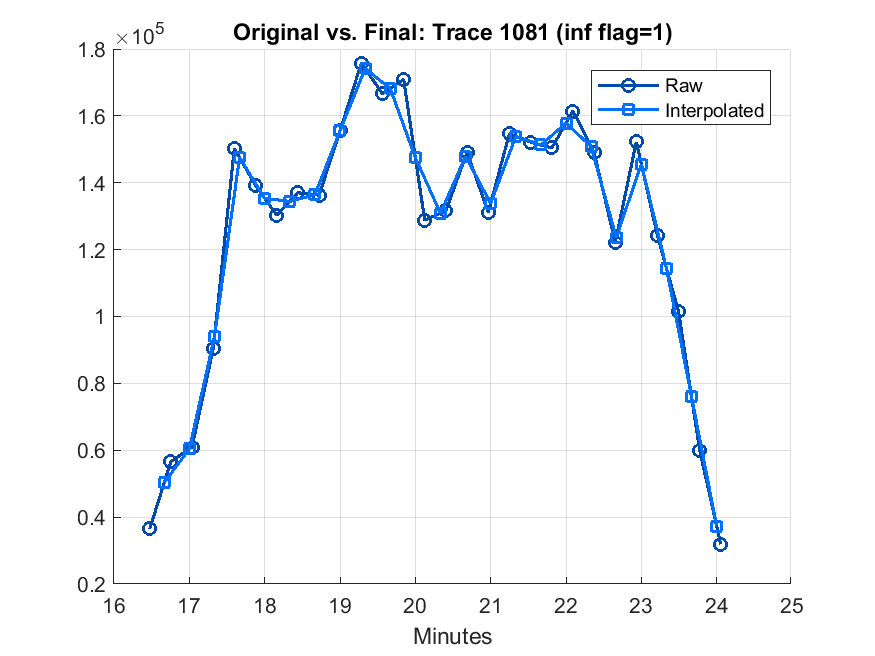 Original vs. Final: Trace 1081 (inf flag=1)
×10⁵
1.8
1.6
1.4
1.2
1
0.8
0.6
0.4
0.2
Raw
Interpolated
16 17 18 19 20 21 22 23 24 25
Minutes